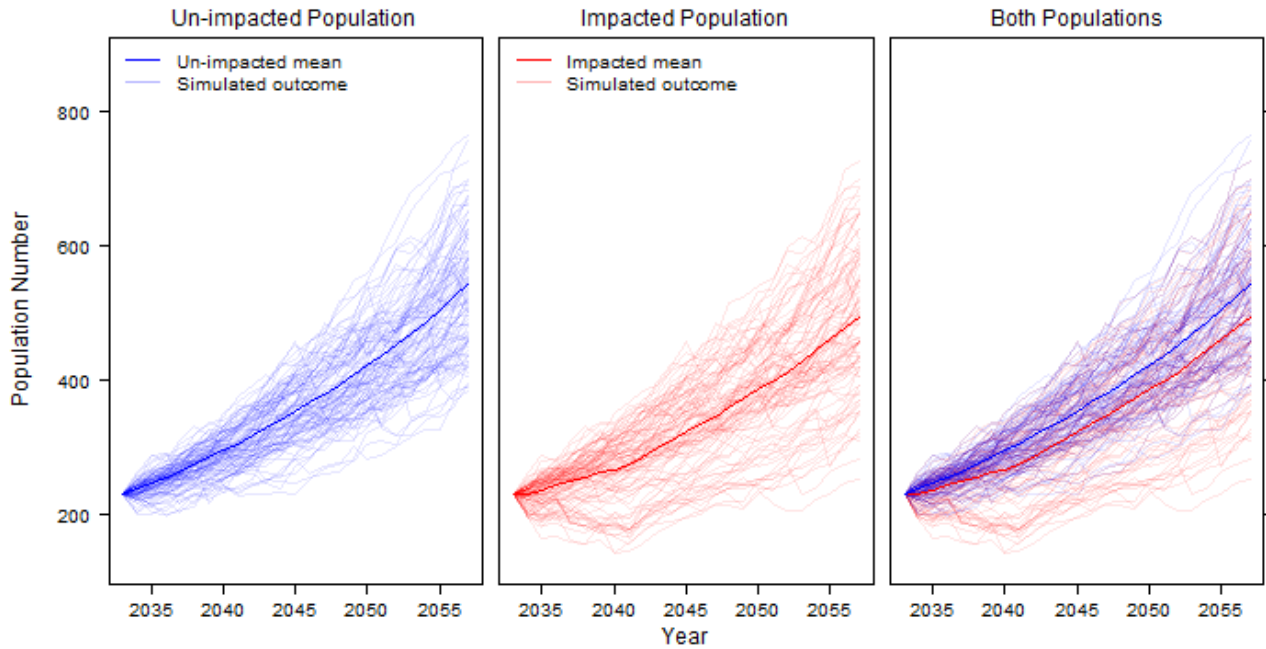 Un-impacted Population
Impacted Population
Both Populations
Un-impacted mean
Simulated outcome
Impacted mean
Simulated outcome
800
600
400
200
Population Number
2035 2040 2045 2050 2055
2035 2040 2045 2050 2055
2035 2040 2045 2050 2055
Year